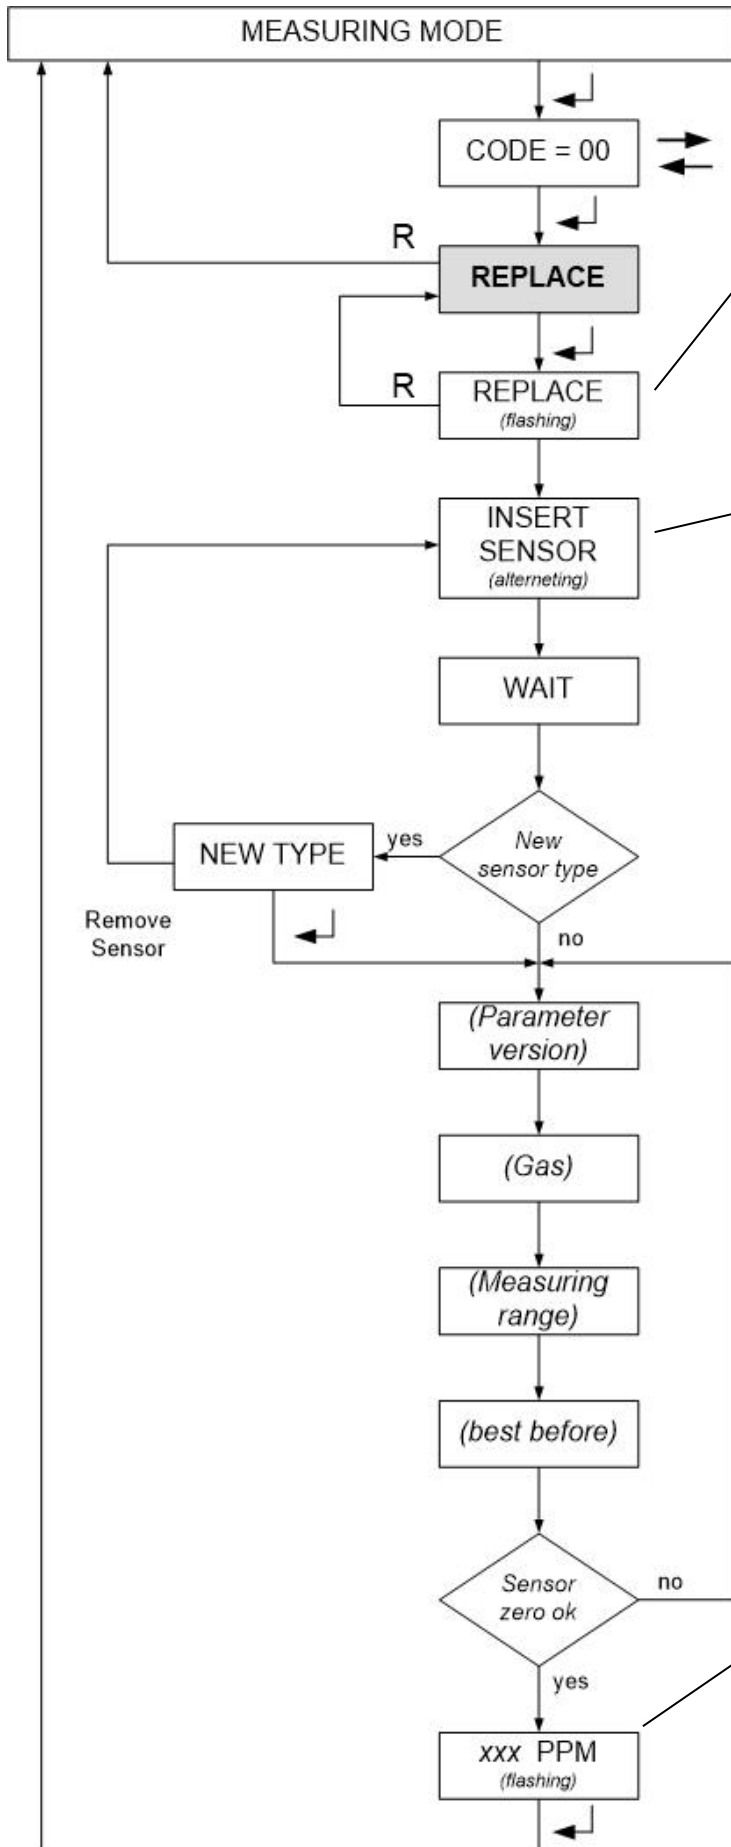 MEASURING MODE
CODE = 00
R
REPLACE
R
REPLACE
(flashing)
INSERT
SENSOR
(alterneting)
WAIT
New
sensor type
yes
NEW TYPE
Remove
Sensor
no
(Parameter
version)
(Gas)
(Measuring
range)
(best before)
Sensor
zero ok
no
yes
xxx PPM
(flashing)